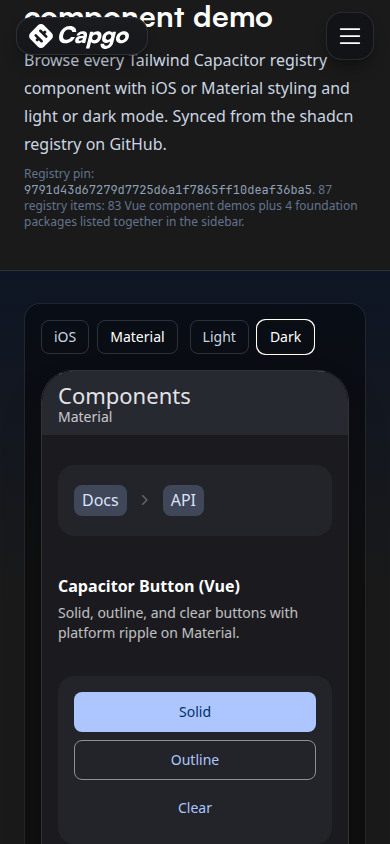 component demo
Capgo
Browse every Tailwind Capacitor registry
component with iOS or Material styling and
light or dark mode. Synced from the shadcn
registry on GitHub.
Registry pin:
9791d43d67279d7725d6a1f7865ff10deaf36ba5. 87
registry items: 83 Vue component demos plus 4 foundation
packages listed together in the sidebar.
iOS Material Light Dark
Components
Material
Docs > API
Capacitor Button (Vue)
Solid, outline, and clear buttons with
platform ripple on Material.
Solid
Outline
Clear